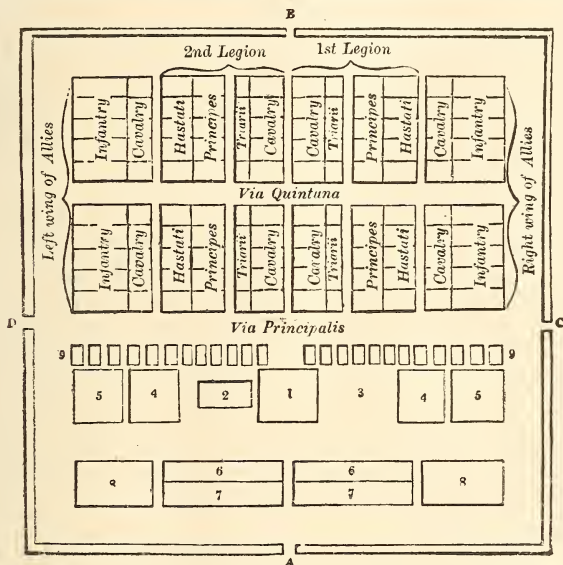 B
2nd Legion 1st Legion
Left wing of Allies
Infantry Cavalry Hastati Principes Triarii Cavalry Cavalry Triarii Principes Hastati Cavalry Infantry
Right wing of Allies
Via Quintana
Infantry Cavalry Hastati Principes Triarii Cavalry Cavalry Triarii Principes Hastati Cavalry Infantry
D C
Via Principalis
9 9
5 4 2 1 3 4 5
8 6 6 8
7 7
A